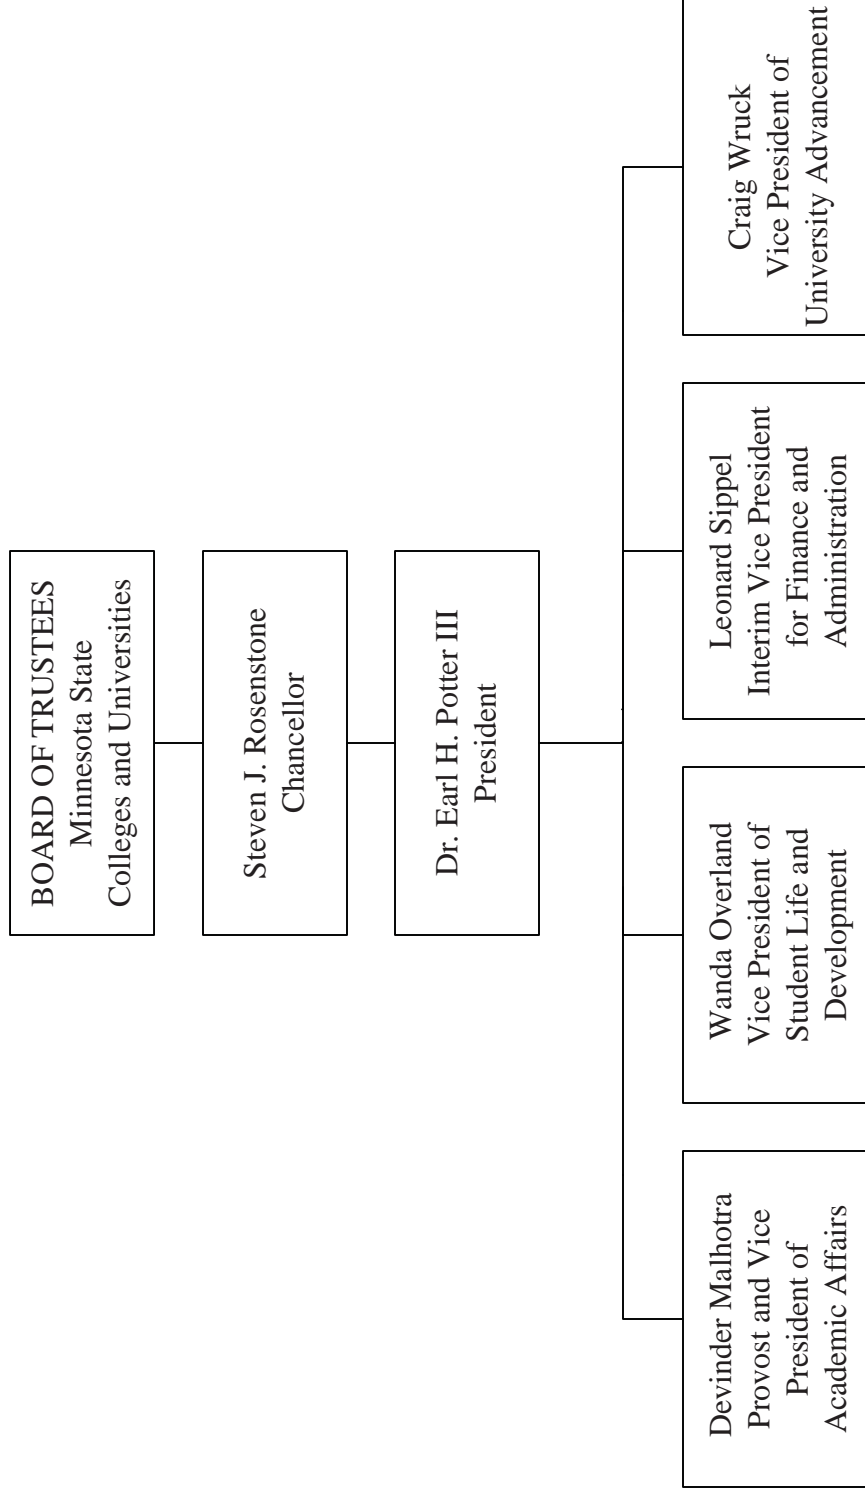 BOARD OF TRUSTEES
Minnesota State
Colleges and Universities
Steven J. Rosenstone
Chancellor
Dr. Earl H. Potter III
President
Devinder Malhotra
Provost and Vice
President of
Academic Affairs
Wanda Overland
Vice President of
Student Life and
Development
Leonard Sippel
Interim Vice President
for Finance and
Administration
Craig Wruck
Vice President of
University Advancement